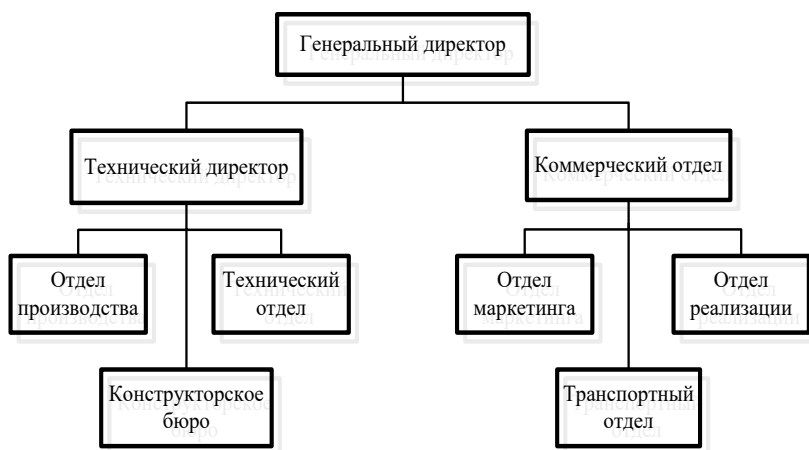 Генеральный директор
Технический директор
Коммерческий отдел
Отдел
производства
Технический
отдел
Отдел
маркетинга
Отдел
реализации
Конструкторское
бюро
Транспортный
отдел